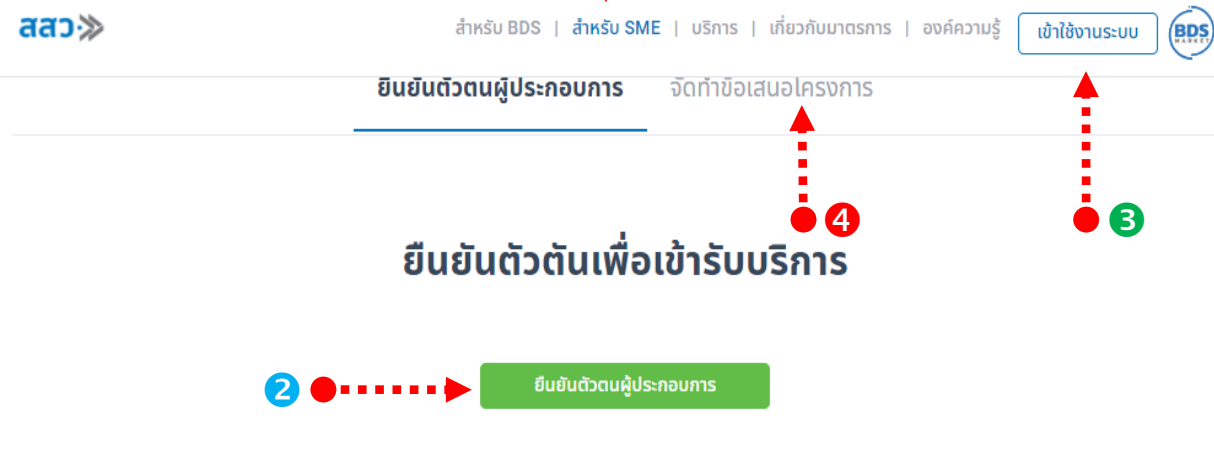 สสว
สำหรับ BDS | สำหรับ SME | บริการ | เกี่ยวกับมาตรการ | องค์ความรู้ เข้าใช้งานระบบ BDS MARKET
ยืนยันตัวตนผู้ประกอบการ จัดทำข้อเสนอโครงการ
4 3
ยืนยันตัวตันเพื่อเข้ารับบริการ
2 ยืนยันตัวตนผู้ประกอบการ